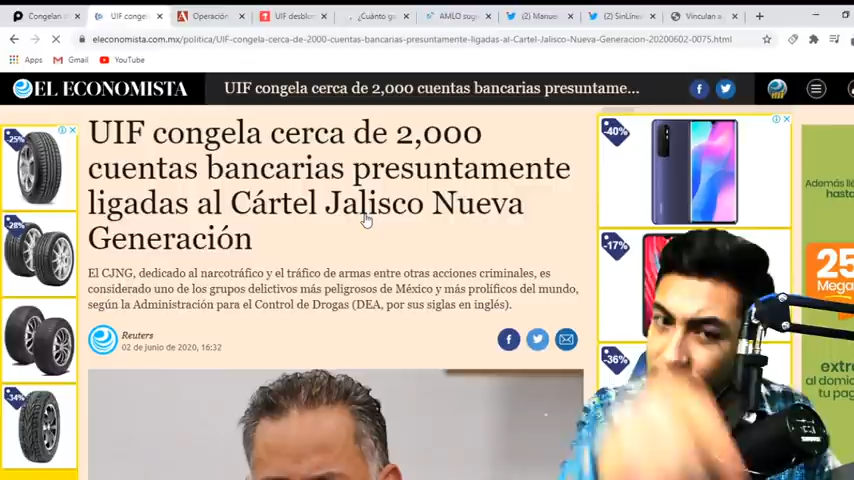 Congelan a
UIF conge
Operación
UIF desblo
¿Cuánto g
AMLO sug
Manuel
SinLíne
Vinculan a
eleconomista.com.mx/politica/UIF-congela-cerca-de-2000-cuentas-bancarias-presuntamente-ligadas-al-Cartel-Jalisco-Nueva-Generacion-20200602-0075.html
Apps
Gmail
YouTube
EL ECONOMISTA
UIF congela cerca de 2,000 cuentas bancarias presuntame...
UIF congela cerca de 2,000
cuentas bancarias presuntamente
ligadas al Cártel Jalisco Nueva
Generación
El CJNG, dedicado al narcotráfico y el tráfico de armas entre otras acciones criminales, es
considerado uno de los grupos delictivos más peligrosos de México y más prolíficos del mundo,
según la Administración para el Control de Drogas (DEA, por sus siglas en inglés).
Reuters
02 de junio de 2020, 16:32
-25%
-28%
-34%
-40%
-17%
-36%
Además
hasta
25
Mega
extr
al domic
tu pag
SHURE